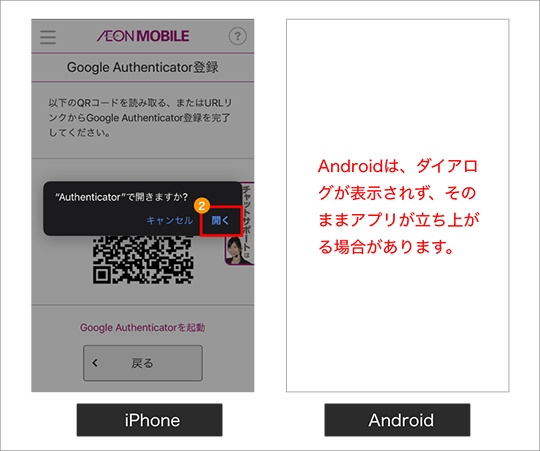 ÆON MOBILE
?
Google Authenticator登録
以下のQRコードを読み取る、またはURLリ
ンクからGoogle Authenticator登録を完了
してください。
“Authenticator”で開きますか?
2
キャンセル
開く
チャットサポートは
Google Authenticatorを起動
戻る
iPhone
Androidは、ダイアロ
グが表示されず、その
ままアプリが立ち上が
る場合があります。
Android